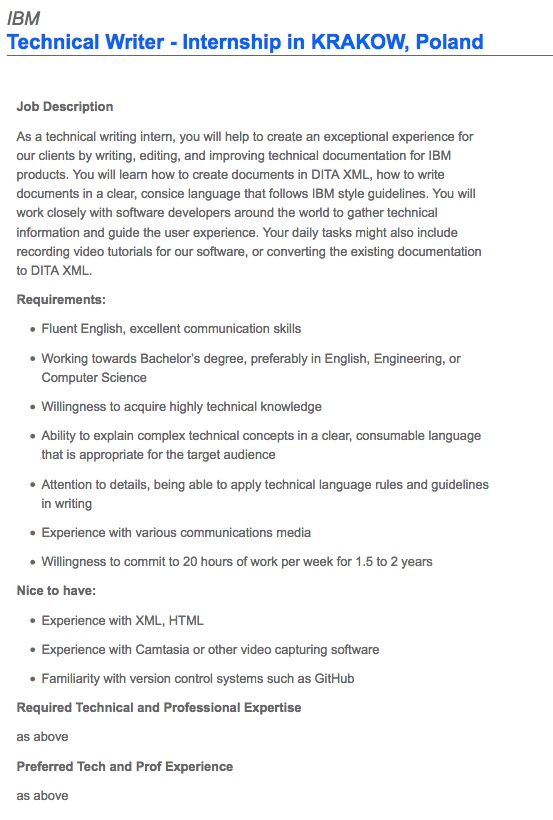 IBM
Technical Writer - Internship in KRAKOW, Poland
Job Description
As a technical writing intern, you will help to create an exceptional experience for
our clients by writing, editing, and improving technical documentation for IBM
products. You will learn how to create documents in DITA XML, how to write
documents in a clear, consice language that follows IBM style guidelines. You will
work closely with software developers around the world to gather technical
information and guide the user experience. Your daily tasks might also include
recording video tutorials for our software, or converting the existing documentation
to DITA XML.
Requirements:
• Fluent English, excellent communication skills
• Working towards Bachelor's degree, preferably in English, Engineering, or
Computer Science
• Willingness to acquire highly technical knowledge
• Ability to explain complex technical concepts in a clear, consumable language
that is appropriate for the target audience
• Attention to details, being able to apply technical language rules and guidelines
in writing
• Experience with various communications media
• Willingness to commit to 20 hours of work per week for 1.5 to 2 years
Nice to have:
• Experience with XML, HTML
• Experience with Camtasia or other video capturing software
• Familiarity with version control systems such as GitHub
Required Technical and Professional Expertise
as above
Preferred Tech and Prof Experience
as above